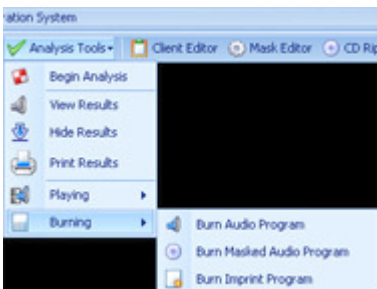 ration System
Analysis Tools Client Editor Mask Editor CD Rip
Begin Analysis
View Results
Hide Results
Print Results
Playing
Burning
Burn Audio Program
Burn Masked Audio Program
Burn Imprint Program